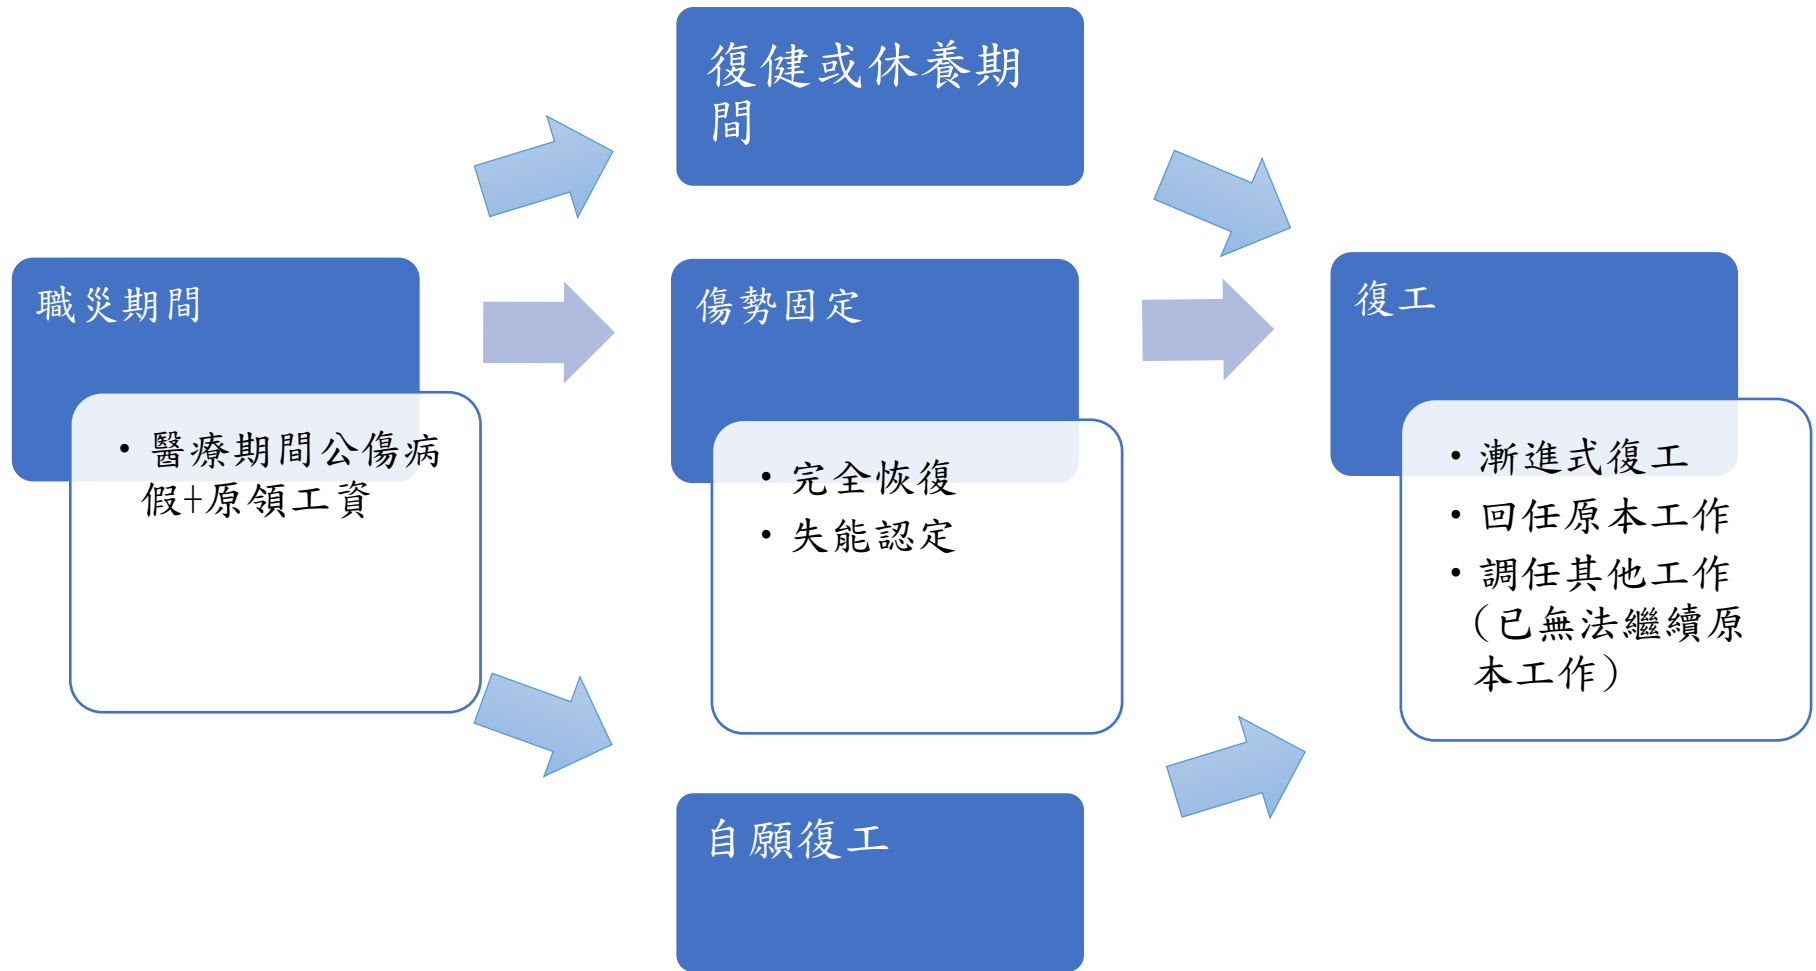 復健或休養期
間
職災期間
• 醫療期間公傷病
假+原領工資
傷勢固定
• 完全恢復
• 失能認定
自願復工
復工
• 漸進式復工
• 回任原本工作
• 調任其他工作
（已無法繼續原
本工作）